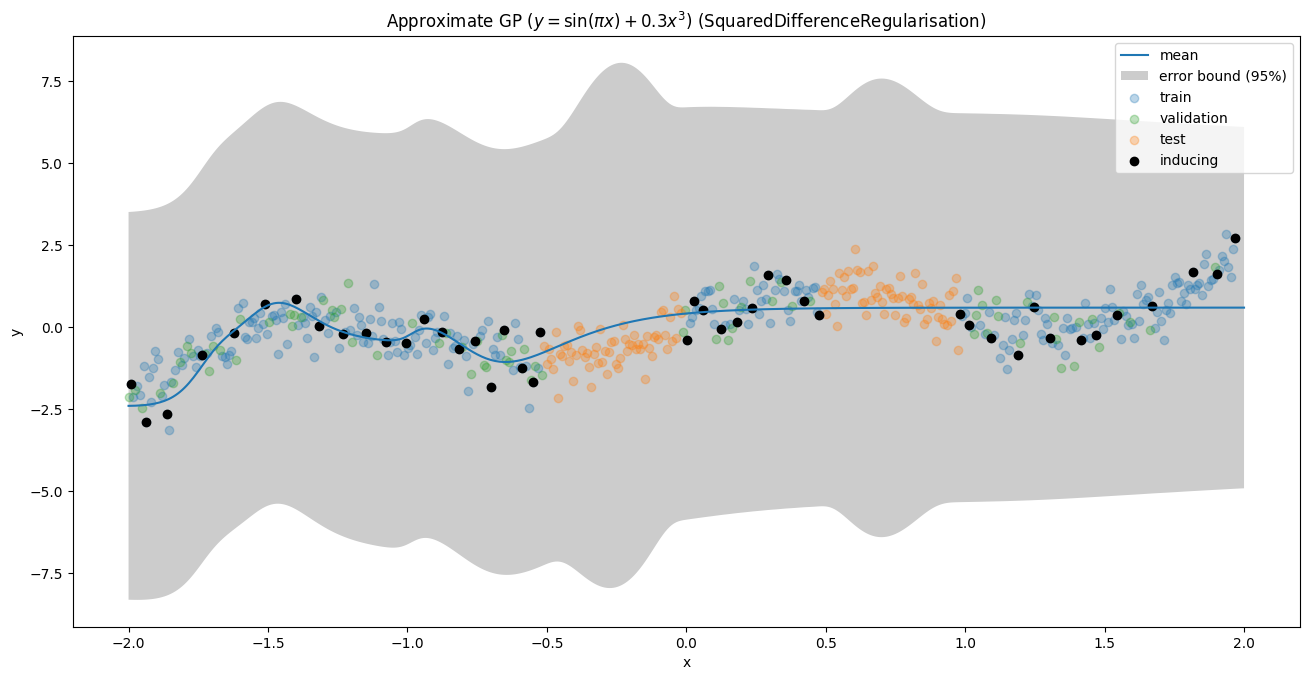 Approximate GP (y = sin(πx) + 0.3x³) (SquaredDifferenceRegularisation)
mean
error bound (95%)
train
validation
test
inducing
7.5
5.0
2.5
0.0
−2.5
−5.0
−7.5
y
−2.0 −1.5 −1.0 −0.5 0.0 0.5 1.0 1.5 2.0
x